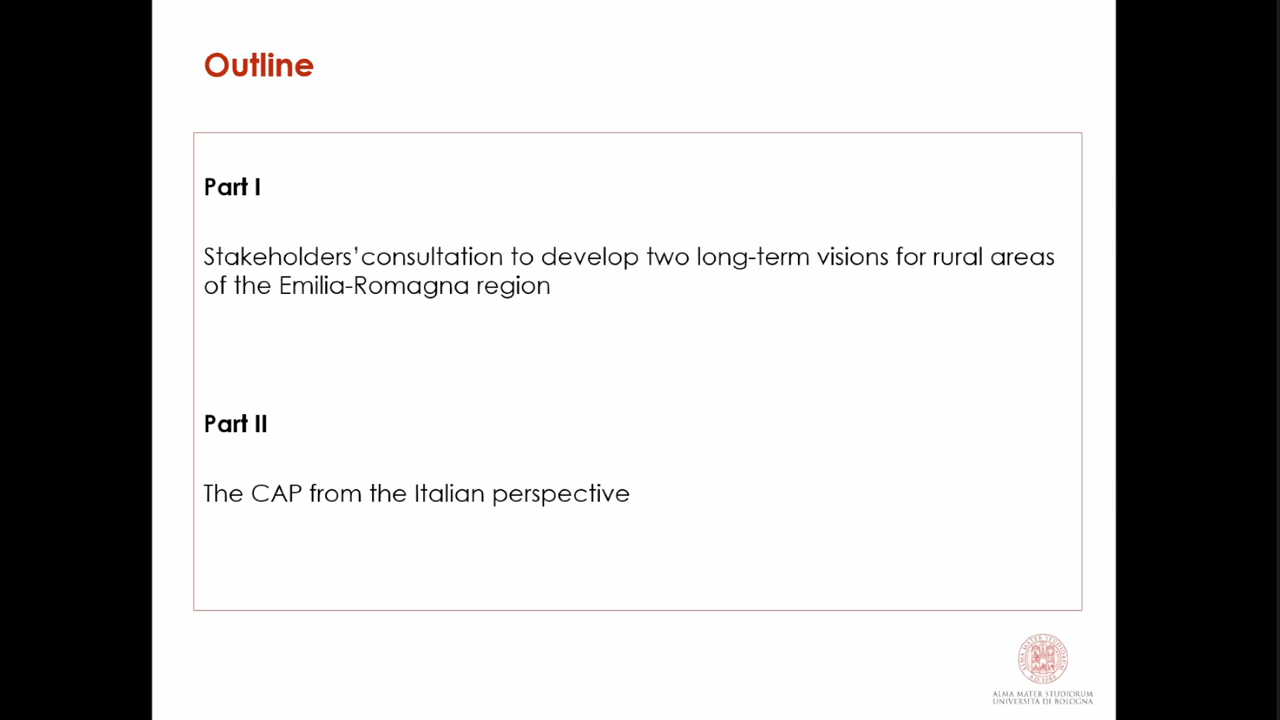 Outline
Part I
Stakeholders’consultation to develop two long-term visions for rural areas
of the Emilia-Romagna region
Part II
The CAP from the Italian perspective
ALMA MATER STUDIORUM
UNIVERSITÀ DI BOLOGNA